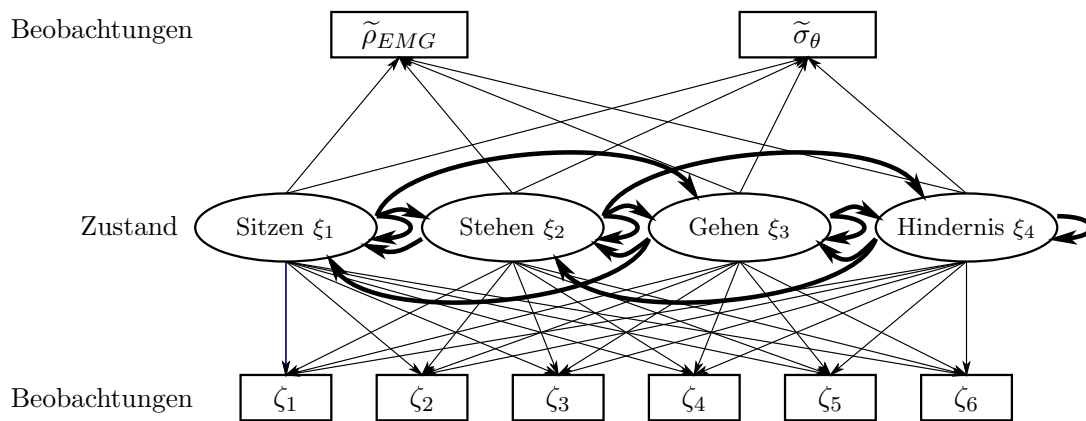 Beobachtungen ρ̃_EMG σ̃_θ
Zustand Sitzen ξ₁ Stehen ξ₂ Gehen ξ₃ Hindernis ξ₄
Beobachtungen ζ₁ ζ₂ ζ₃ ζ₄ ζ₅ ζ₆